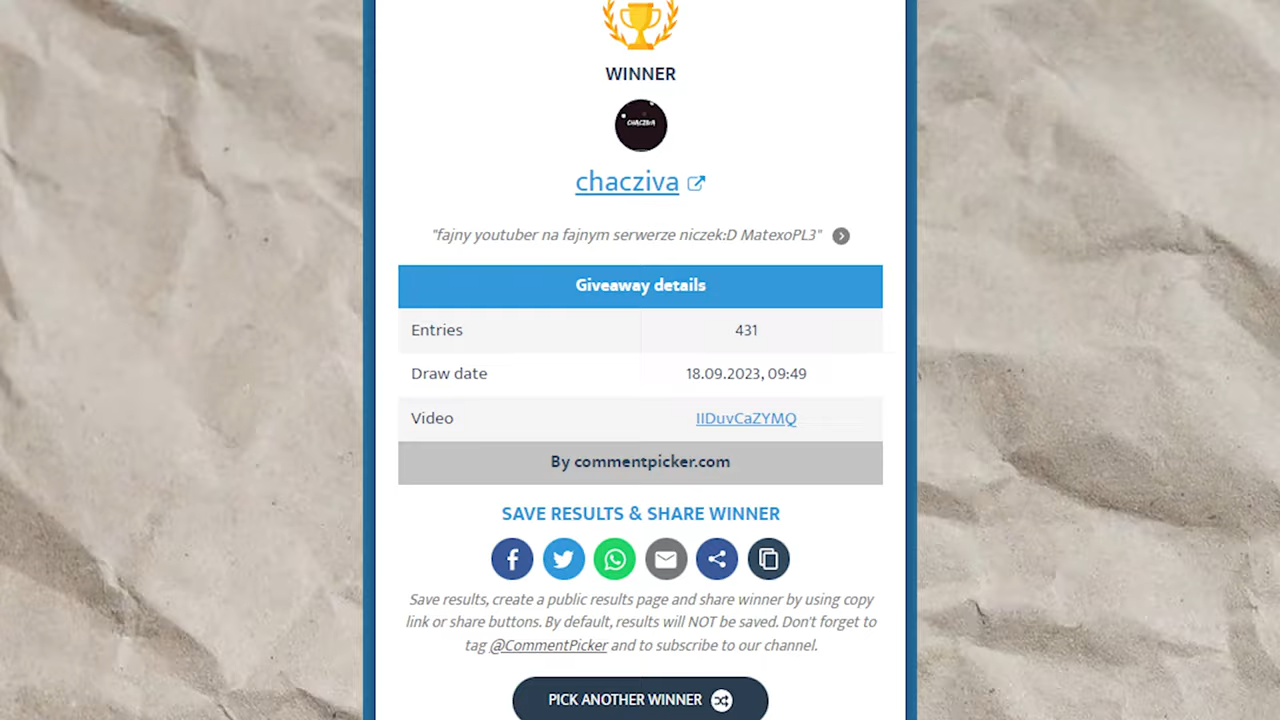 WINNER
CHACZIVA
chacziva
"fajny youtuber na fajnym serwerze niczek:D MatexoPL3"
Giveaway details
Entries 431
Draw date 18.09.2023, 09:49
Video IIDuvCaZYMQ
By commentpicker.com
SAVE RESULTS & SHARE WINNER
Save results, create a public results page and share winner by using copy
link or share buttons. By default, results will NOT be saved. Don't forget to
tag @CommentPicker and to subscribe to our channel.
PICK ANOTHER WINNER